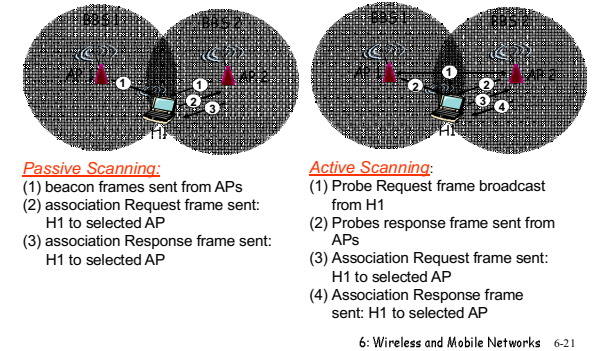 BBS 1
BBS 2
AP 1
AP 2
1
1
2
3
H1
BBS 1
BBS 2
AP 1
AP 2
1
2
2
3
4
H1
Passive Scanning:
(1) beacon frames sent from APs
(2) association Request frame sent:
H1 to selected AP
(3) association Response frame sent:
H1 to selected AP
Active Scanning:
(1) Probe Request frame broadcast
from H1
(2) Probes response frame sent from
APs
(3) Association Request frame sent:
H1 to selected AP
(4) Association Response frame
sent: H1 to selected AP
6: Wireless and Mobile Networks 6-21